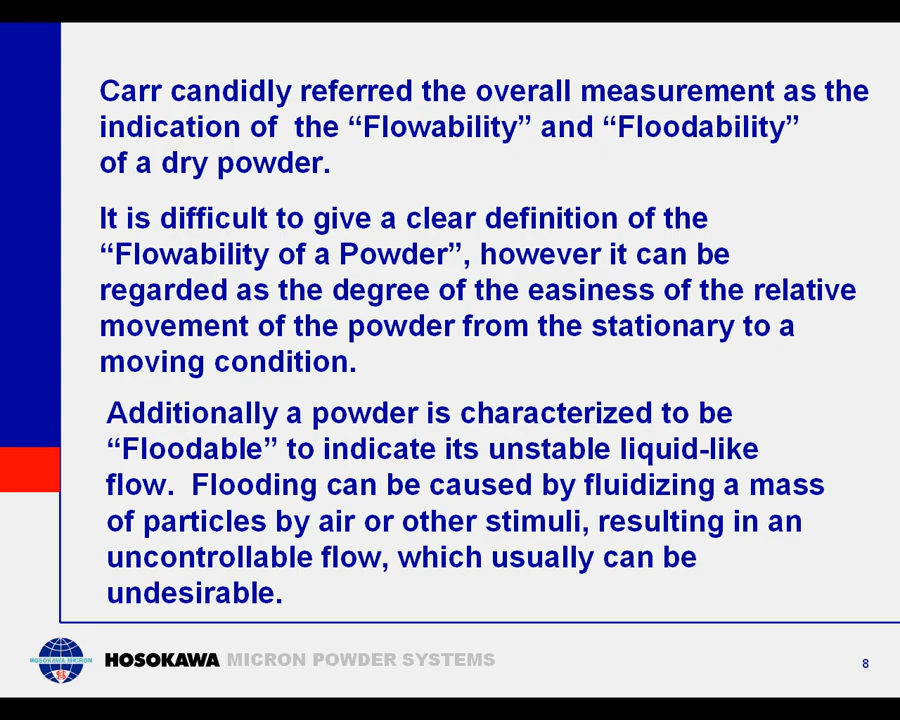 Carr candidly referred the overall measurement as the
indication of  the “Flowability” and “Floodability”
of a dry powder.
It is difficult to give a clear definition of the
“Flowability of a Powder”, however it can be
regarded as the degree of the easiness of the relative
movement of the powder from the stationary to a
moving condition.
Additionally a powder is characterized to be
“Floodable” to indicate its unstable liquid-like
flow.  Flooding can be caused by fluidizing a mass
of particles by air or other stimuli, resulting in an
uncontrollable flow, which usually can be
undesirable.
HOSOKAWA MICRON
HOSOKAWA MICRON POWDER SYSTEMS
8